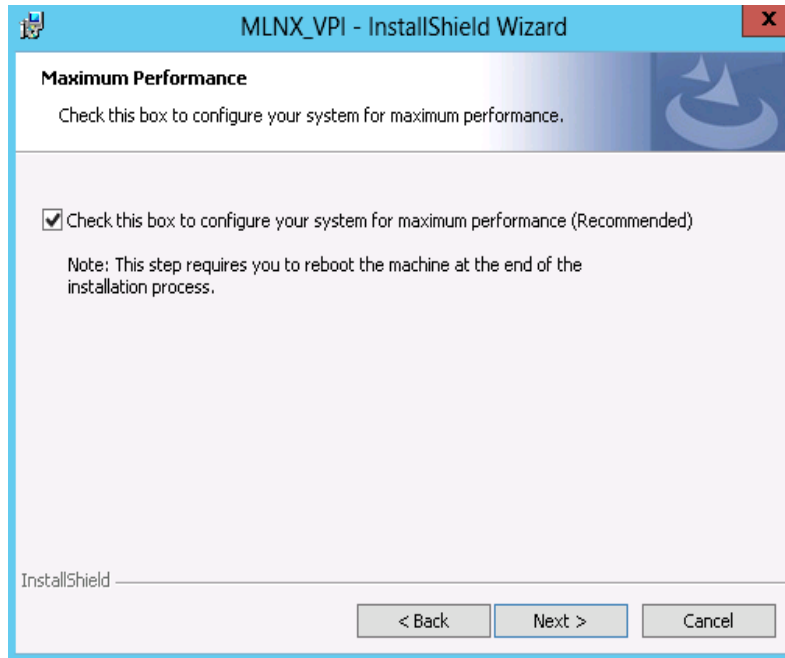 MLNX_VPI - InstallShield Wizard
x
Maximum Performance
Check this box to configure your system for maximum performance.
Check this box to configure your system for maximum performance (Recommended)
Note: This step requires you to reboot the machine at the end of the
installation process.
InstallShield
< Back
Next >
Cancel